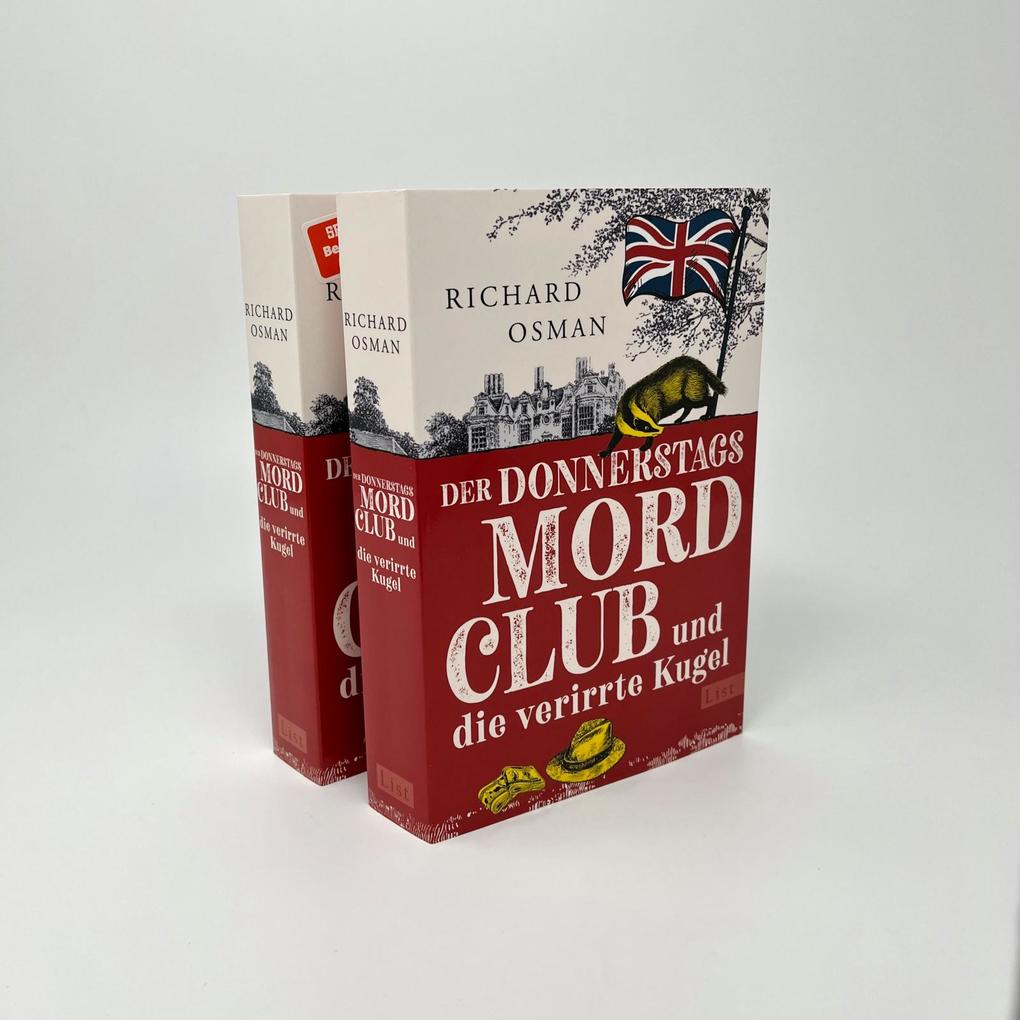 RICHARD
OSMAN
DER DONNERSTAGS
MORD
CLUB und
die verirrte
Kugel
List
RICHARD
OSMAN
DER DONNERSTAGS
MORD
CLUB und
die verirrte
Kugel
List
RICHARD
OSMAN
DER DONNERSTAGS
MORD
CLUB und
die verirrte Kugel
List